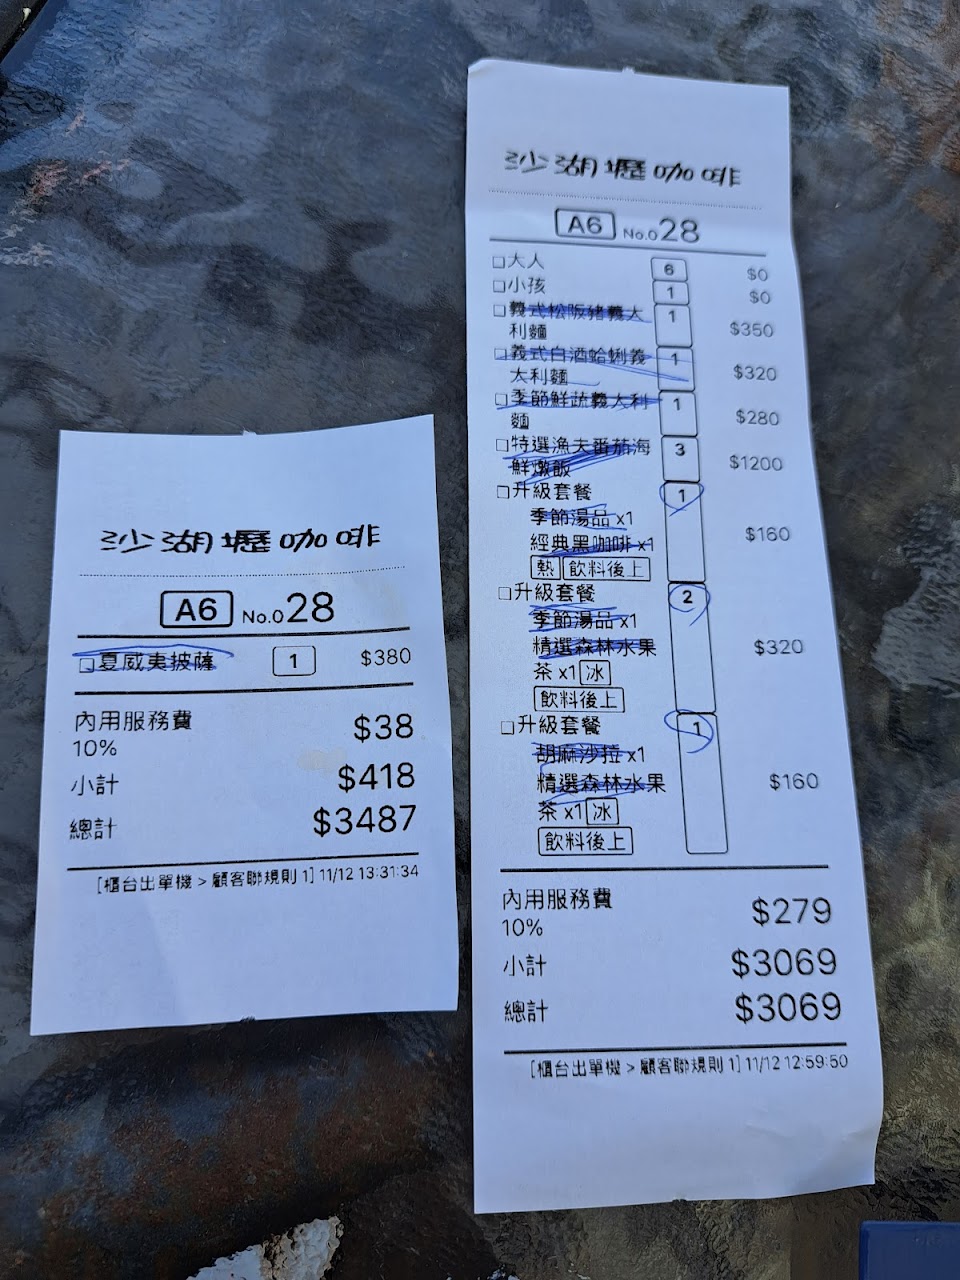 沙湖壢咖啡
A6 No.028
□夏威夷披薩 1 $380
內用服務費 $38
10%
小計 $418
總計 $3487
[櫃台出單機 > 顧客聯規則 1] 11/12 13:31:34
沙湖壢咖啡
A6 No.028
□大人 6 $0
□小孩 1 $0
□義式松阪豬義大 1 $350
利麵
□義式白酒蛤蜊義 1 $320
大利麵
□季節鮮蔬義大利 1 $280
麵
□特選漁夫番茄海 3 $1200
鮮燉飯
□升級套餐 1 $160
季節湯品 x1
經典黑咖啡 x1
熱 飲料後上
□升級套餐 2 $320
季節湯品 x1
精選森林水果
茶 x1 冰
飲料後上
□升級套餐 1 $160
胡麻沙拉 x1
精選森林水果
茶 x1 冰
飲料後上
內用服務費 $279
10%
小計 $3069
總計 $3069
[櫃台出單機 > 顧客聯規則 1] 11/12 12:59:50